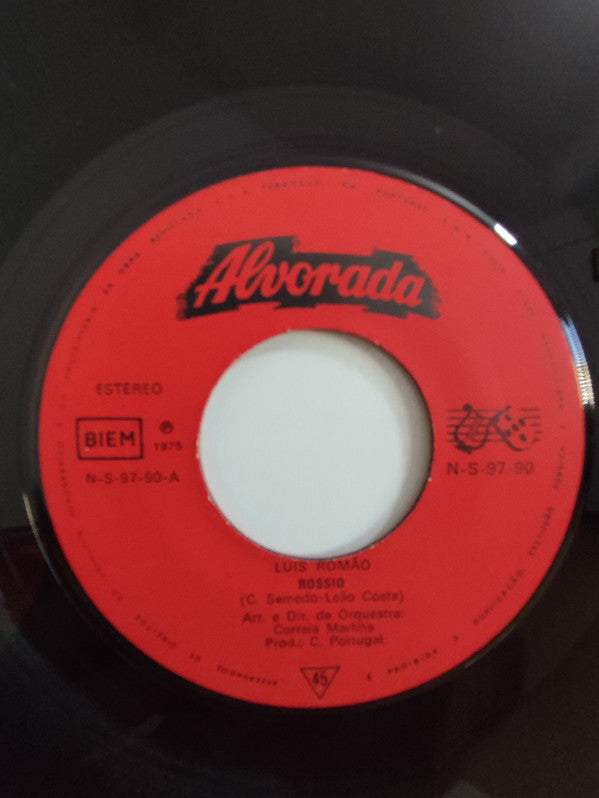 Alvorada
ESTÉREO
BIEM
℗
1975
N-S-97-90-A
N-S-97-90
LUIS ROMÃO
ROSSIO
(C. Semedo-Leão Costa)
Arr. e Dir. de Orquestra:
Correia Martins
Prod.: C. Portugal
45